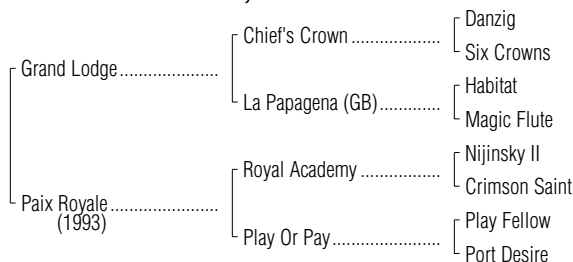 Danzig
Chief's Crown
Six Crowns
Grand Lodge
Habitat
La Papagena (GB)
Magic Flute
Nijinsky II
Royal Academy
Crimson Saint
Paix Royale
(1993)
Play Fellow
Play Or Pay
Port Desire